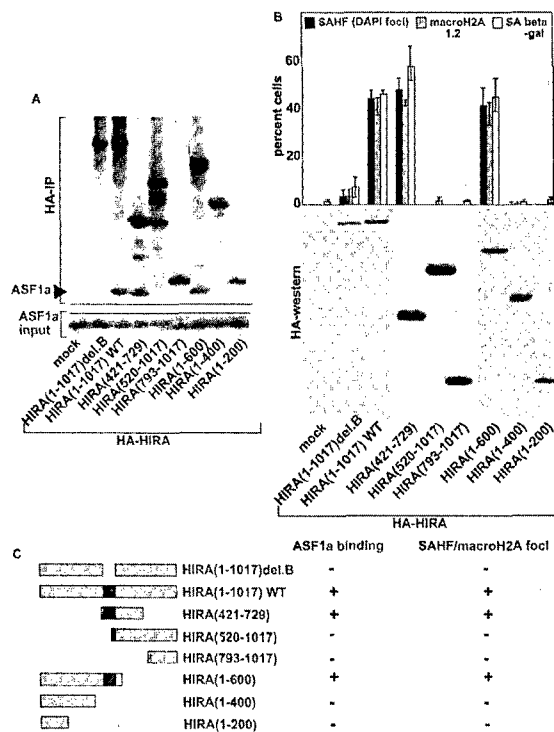 A
HA-IP
ASF1a
ASF1a
input
mock
HIRA(1-1017)del.B
HIRA(1-1017) WT
HIRA(421-729)
HIRA(520-1017)
HIRA(793-1017)
HIRA(1-600)
HIRA(1-400)
HIRA(1-200)
HA-HIRA
B
SAHF (DAPI foci)
macroH2A
1.2
SA beta
-gal
percent cells
60
40
20
0
HA-western
mock
HIRA(1-1017)del.B
HIRA(1-1017) WT
HIRA(421-729)
HIRA(520-1017)
HIRA(793-1017)
HIRA(1-600)
HIRA(1-400)
HIRA(1-200)
HA-HIRA
C
ASF1a binding SAHF/macroH2A foci
HIRA(1-1017)del.B - -
HIRA(1-1017) WT + +
HIRA(421-729) + +
HIRA(520-1017) - -
HIRA(793-1017) - -
HIRA(1-600) + +
HIRA(1-400) - -
HIRA(1-200) - -